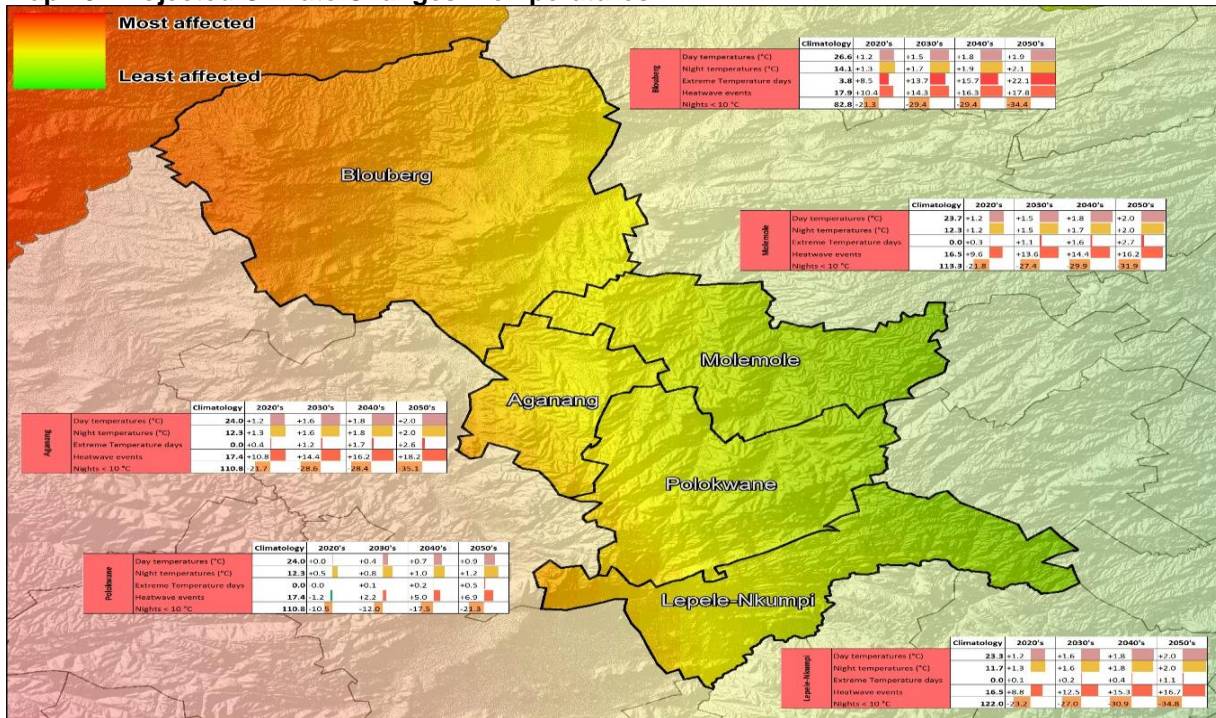 Most affected
Least affected
Climatology 2020's 2030's 2040's 2050's
Blouberg
Day temperatures (°C) 26.6 +1.2 +1.5 +1.8 +1.9
Night temperatures (°C) 14.1 +1.3 +1.7 +1.9 +2.1
Extreme Temperature days 3.8 +8.5 +13.7 +15.7 +22.1
Heatwave events 17.9 +10.4 +14.3 +16.3 +17.8
Nights < 10 °C 82.8 -21.3 -29.4 -29.4 -34.4
Blouberg
Climatology 2020's 2030's 2040's 2050's
Molemole
Day temperatures (°C) 23.7 +1.2 +1.5 +1.8 +2.0
Night temperatures (°C) 12.3 +1.2 +1.5 +1.7 +2.0
Extreme Temperature days 0.0 +0.3 +1.1 +1.6 +2.7
Heatwave events 16.5 +9.6 +13.6 +14.4 +16.2
Nights < 10 °C 113.3 -21.8 -27.4 -29.9 -31.9
Molemole
Aganang
Climatology 2020's 2030's 2040's 2050's
Aganang
Day temperatures (°C) 24.0 +1.2 +1.6 +1.8 +2.0
Night temperatures (°C) 12.3 +1.3 +1.6 +1.8 +2.0
Extreme Temperature days 0.0 +0.4 +1.2 +1.7 +2.6
Heatwave events 17.4 +10.8 +14.4 +16.2 +18.2
Nights < 10 °C 110.8 -21.7 -28.6 -28.4 -35.1
Polokwane
Climatology 2020's 2030's 2040's 2050's
Polokwane
Day temperatures (°C) 24.0 +0.0 +0.4 +0.7 +0.9
Night temperatures (°C) 12.3 +0.5 +0.8 +1.0 +1.2
Extreme Temperature days 0.0 -0.0 +0.1 +0.2 +0.5
Heatwave events 17.4 -1.2 +2.2 +5.0 +6.9
Nights < 10 °C 110.8 -10.5 -12.0 -17.5 -21.3
Lepele-Nkumpi
Climatology 2020's 2030's 2040's 2050's
Lepele-Nkumpi
Day temperatures (°C) 23.3 +1.2 +1.6 +1.8 +2.0
Night temperatures (°C) 11.7 +1.3 +1.6 +1.8 +2.0
Extreme Temperature days 0.0 +0.1 +0.2 +0.4 +1.1
Heatwave events 16.5 +8.8 +12.5 +15.3 +16.7
Nights < 10 °C 122.0 -23.2 -27.0 -30.9 -34.8